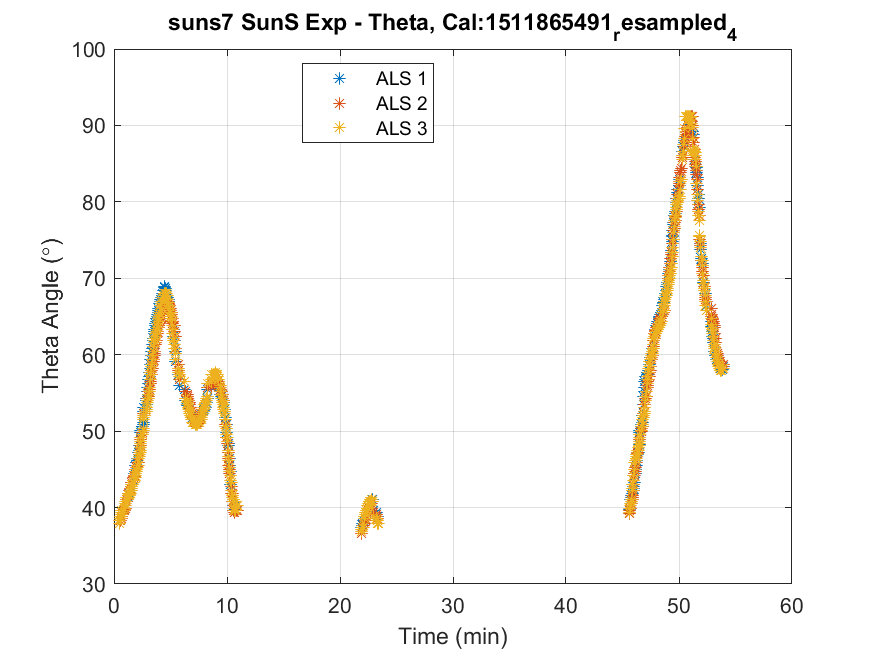 suns7 SunS Exp - Theta, Cal:1511865491_resampled_4
100
90
80
70
60
50
40
30
ALS 1
ALS 2
ALS 3
Theta Angle (°)
0 10 20 30 40 50 60
Time (min)